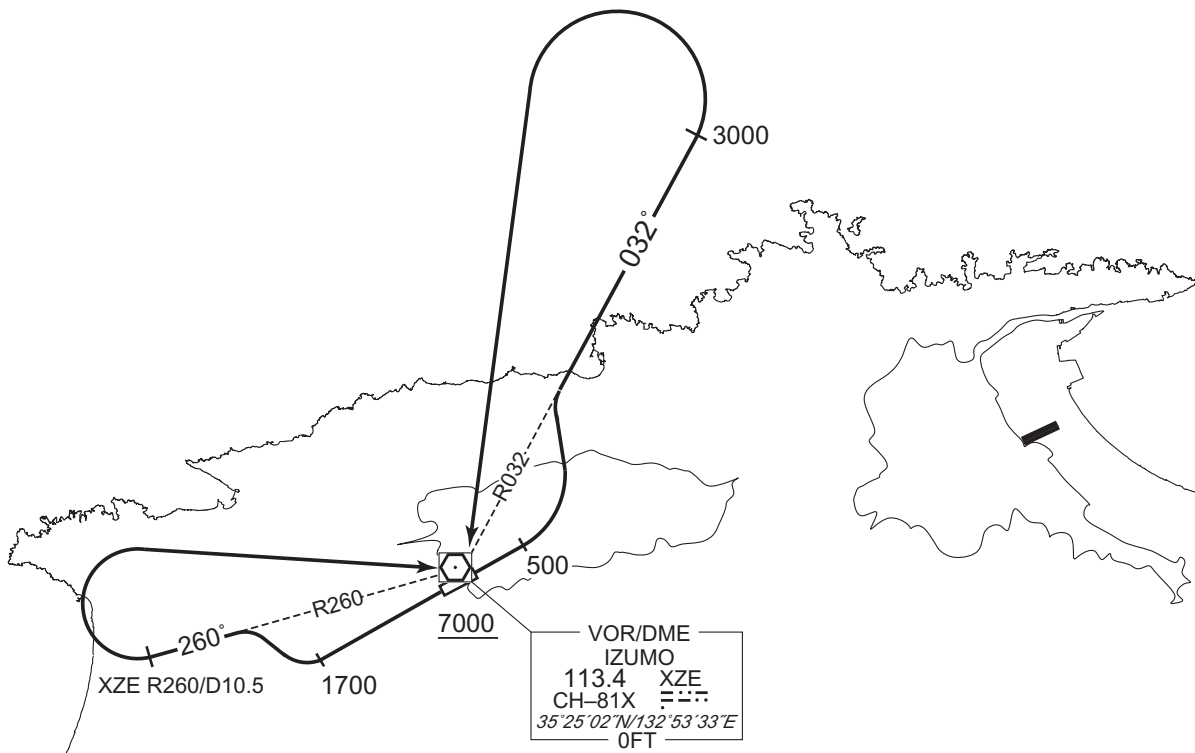 3000
032°
R032
500
R260
260°
7000
XZE R260/D10.5
1700
VOR/DME
IZUMO
113.4 XZE
CH–81X
35°25´02˝N/132°53´33˝E
0FT